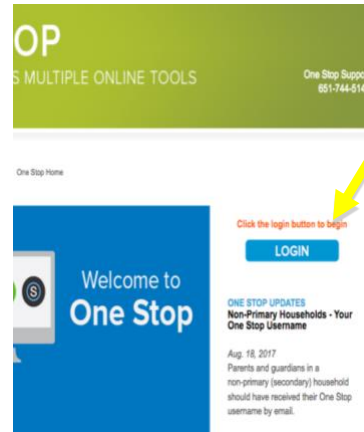 OP
S MULTIPLE ONLINE TOOLS
One Stop Suppo
651-744-514
One Stop Home
Click the login button to begin
LOGIN
S
Welcome to
One Stop
ONE STOP UPDATES
Non-Primary Households - Your
One Stop Username
Aug. 18, 2017
Parents and guardians in a
non-primary (secondary) household
should have received their One Stop
username by email.